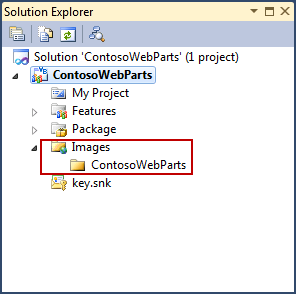 Solution Explorer
Solution 'ContosoWebParts' (1 project)
ContosoWebParts
My Project
Features
Package
Images
ContosoWebParts
key.snk